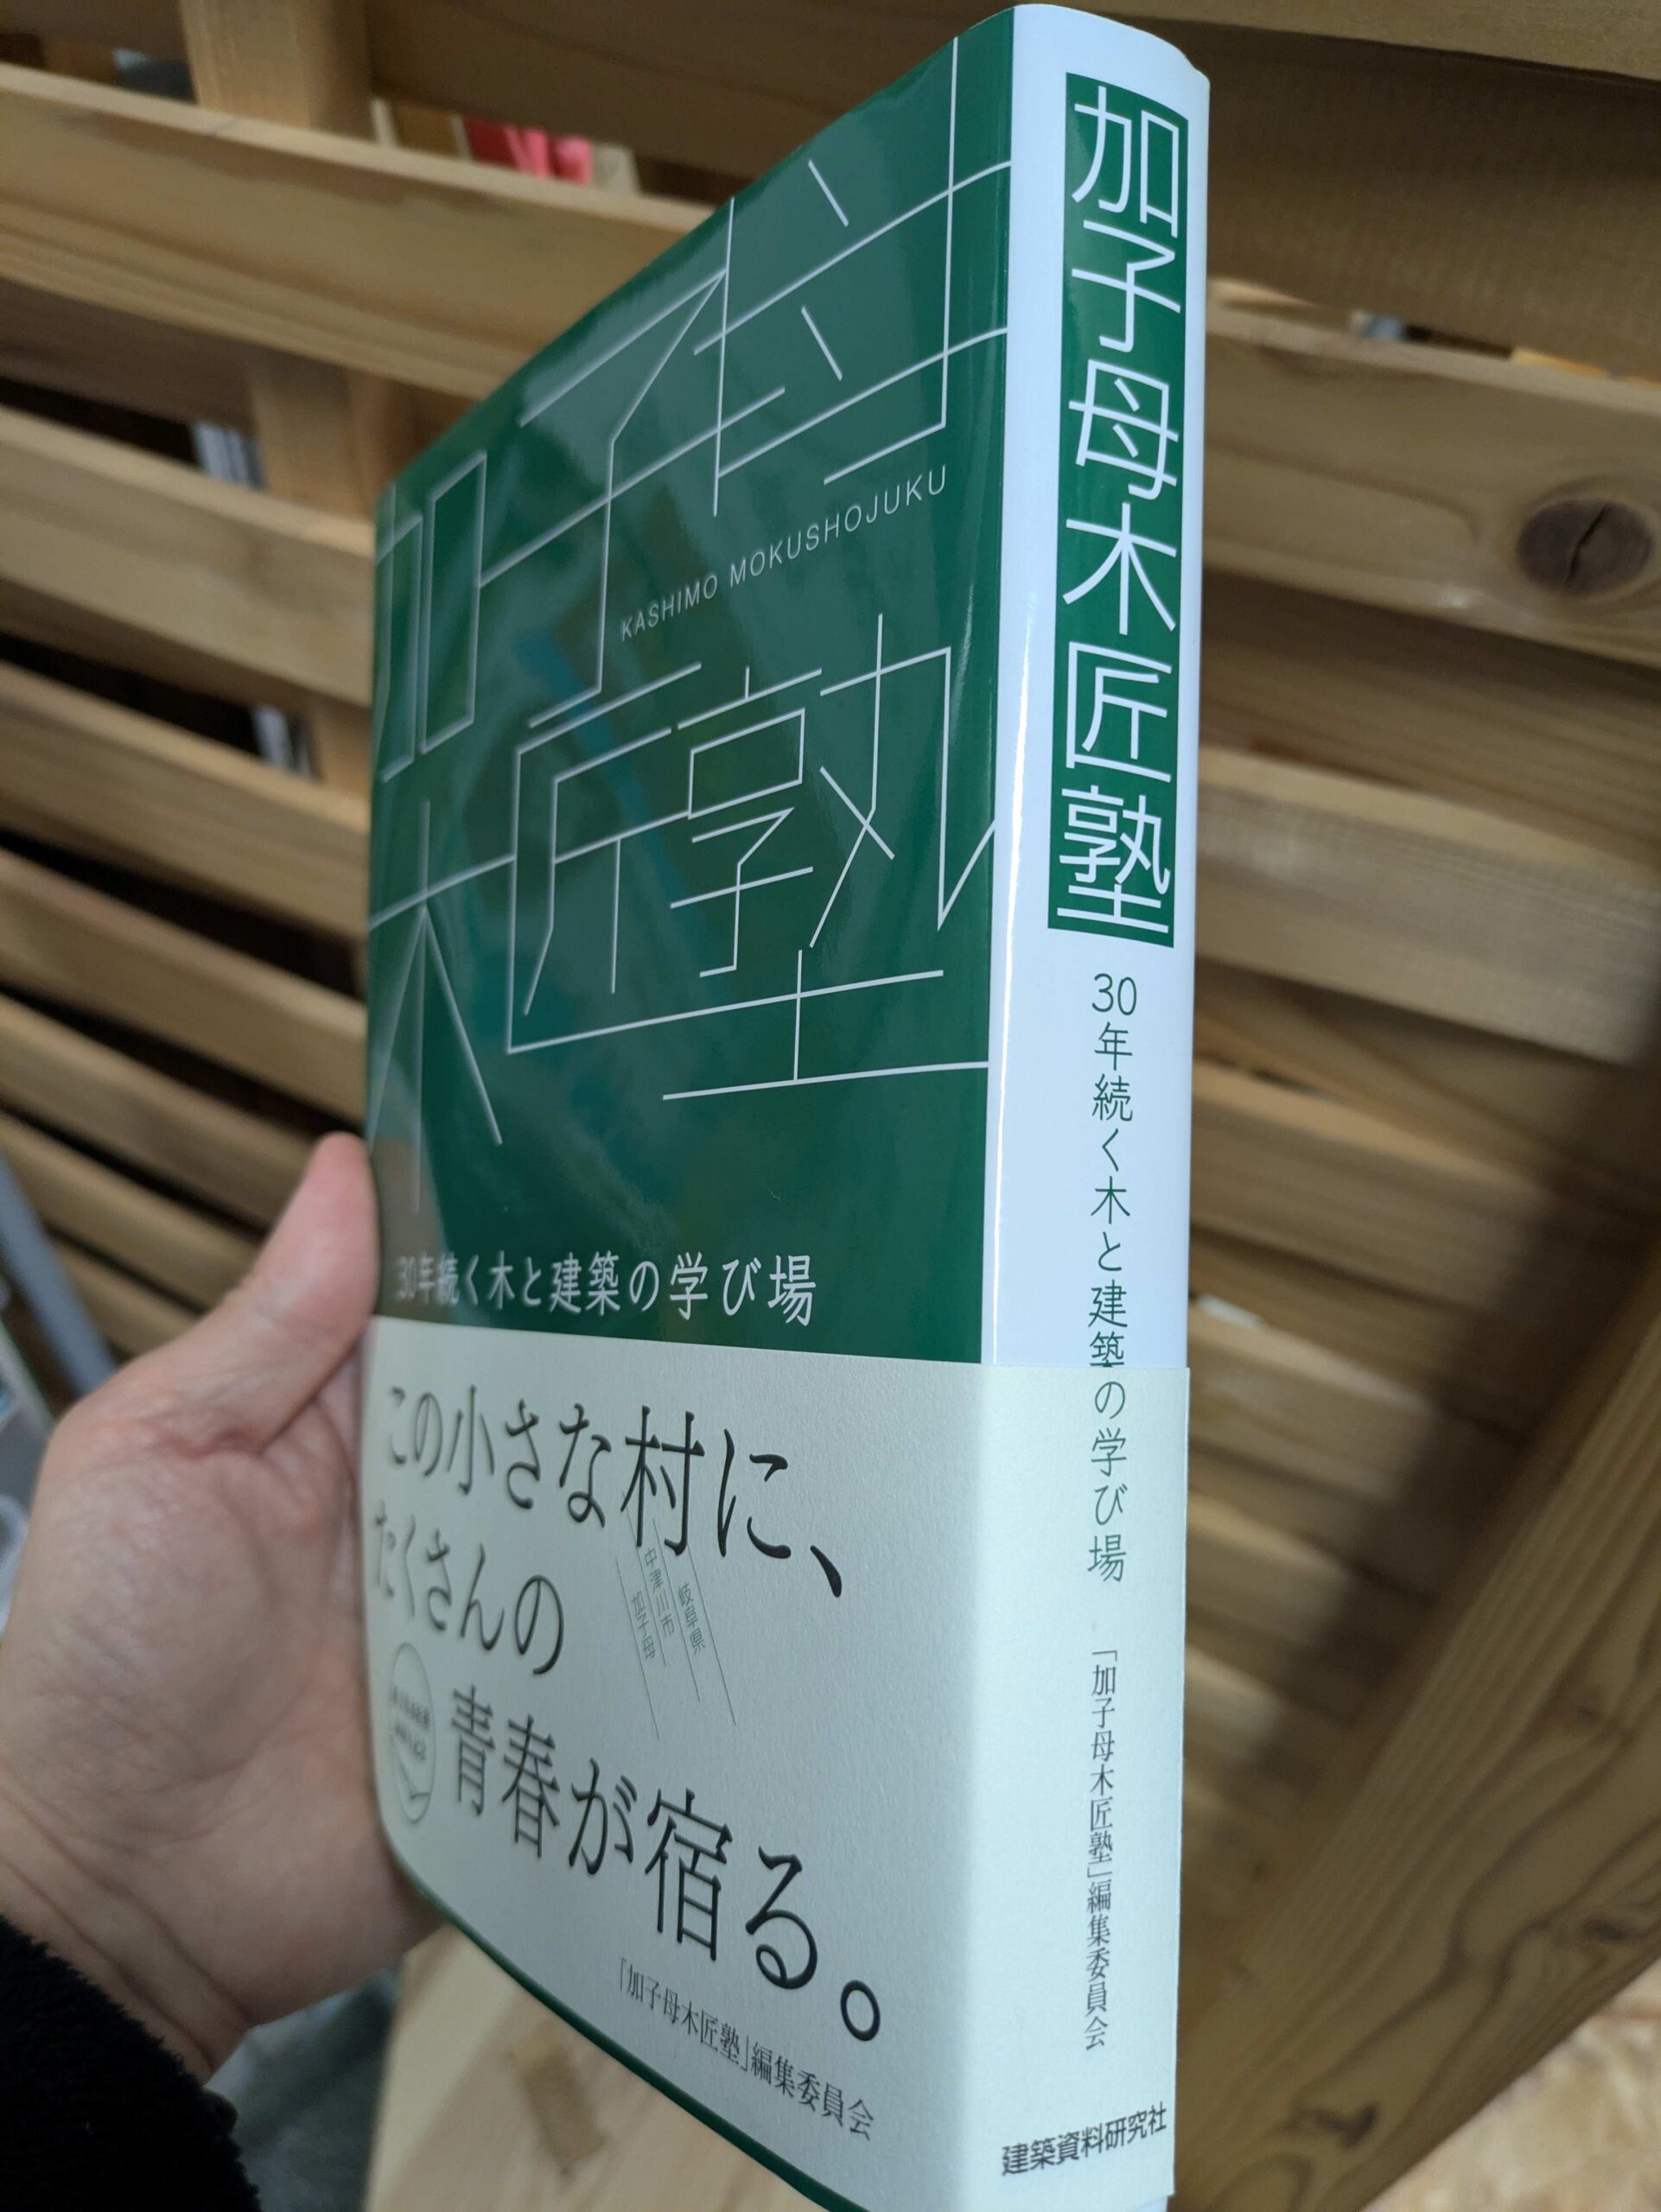 加子母
KASHIMO MOKUSHOJUKU
木匠塾
30年続く木と建築の学び場
この小さな村に、
岐阜県
中津川市
加子母
たくさんの
青春が宿る。
「加子母木匠塾」編集委員会
加子母木匠塾
30年続く木と建築の学び場
「加子母木匠塾」編集委員会
建築資料研究社